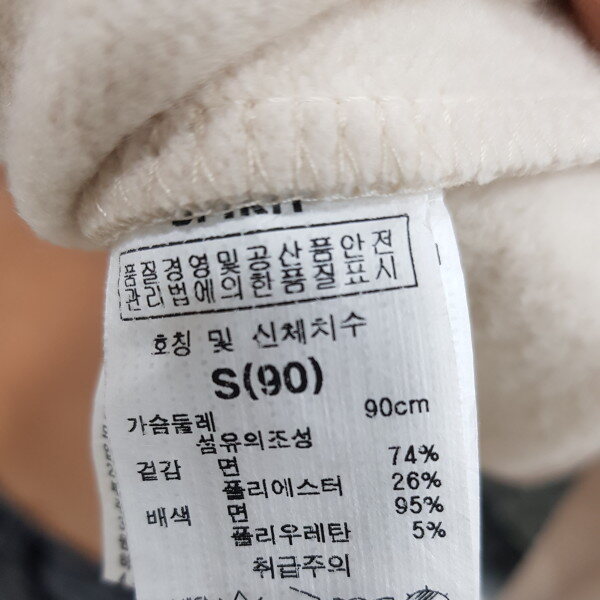 SPIRIT
품질경영및공산품안전
관리법에의한품질표시
호칭 및 신체치수
S(90)
가슴둘레 90cm
섬유의조성
겉감 면 74%
폴리에스터 26%
배색 면 95%
폴리우레탄 5%
취급주의